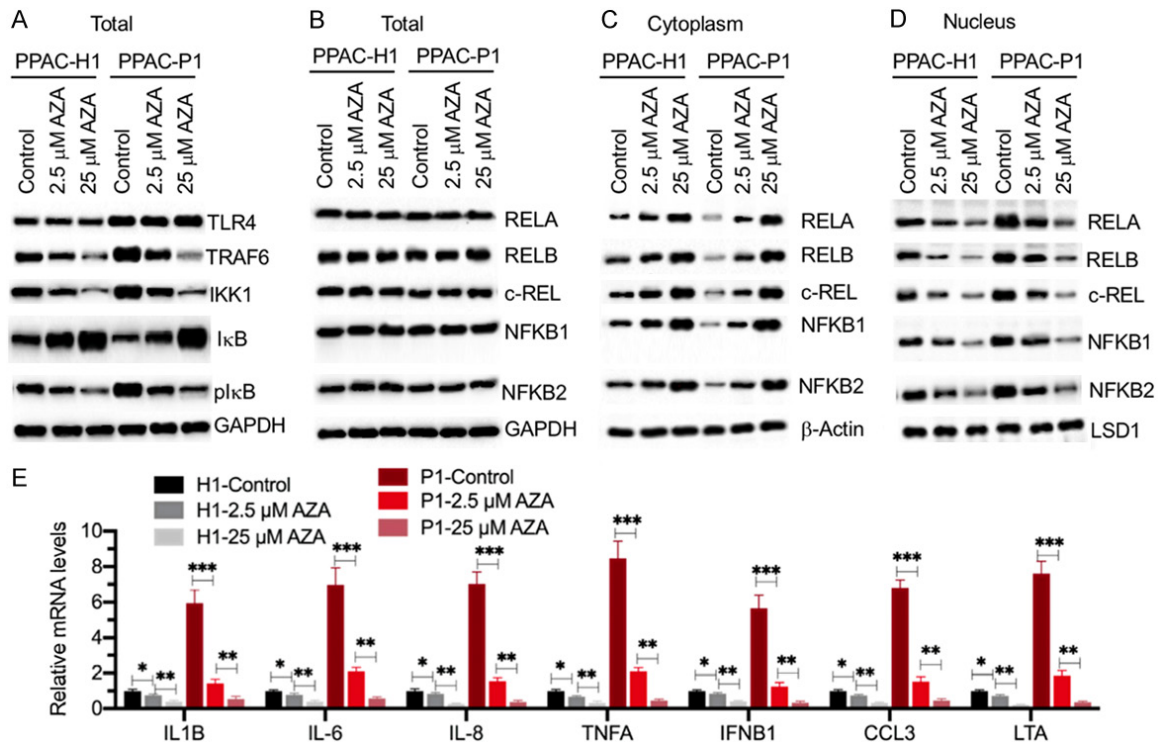 A Total
PPAC-H1 PPAC-P1
Control
2.5 µM AZA
25 µM AZA
Control
2.5 µM AZA
25 µM AZA
TLR4
TRAF6
IKK1
IκB
pIκB
GAPDH
B Total
PPAC-H1 PPAC-P1
Control
2.5 µM AZA
25 µM AZA
Control
2.5 µM AZA
25 µM AZA
RELA
RELB
c-REL
NFKB1
NFKB2
GAPDH
C Cytoplasm
PPAC-H1 PPAC-P1
Control
2.5 µM AZA
25 µM AZA
Control
2.5 µM AZA
25 µM AZA
RELA
RELB
c-REL
NFKB1
NFKB2
β-Actin
D Nucleus
PPAC-H1 PPAC-P1
Control
2.5 µM AZA
25 µM AZA
Control
2.5 µM AZA
25 µM AZA
RELA
RELB
c-REL
NFKB1
NFKB2
LSD1
E
H1-Control
H1-2.5 µM AZA
H1-25 µM AZA
P1-Control
P1-2.5 µM AZA
P1-25 µM AZA
Relative mRNA levels
10
8
6
4
2
0
* ** *** **
* ** *** **
* ** *** **
* ** *** **
* ** *** **
* ** *** **
* ** *** **
IL1B IL-6 IL-8 TNFA IFNB1 CCL3 LTA